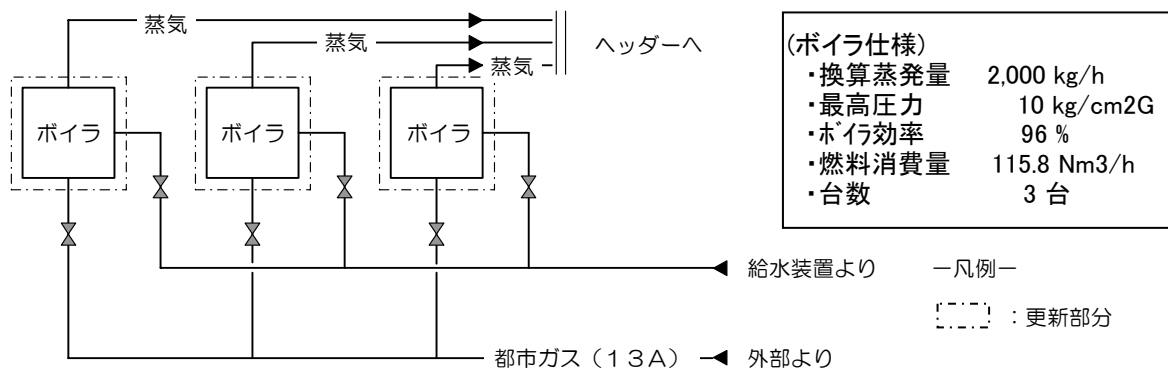 蒸気
蒸気
蒸気
ヘッダーへ
ボイラ
ボイラ
ボイラ
(ボイラ仕様)
・換算蒸発量 2,000 kg/h
・最高圧力 10 kg/cm2G
・ﾎﾞｲﾗ効率 96 %
・燃料消費量 115.8 Nm3/h
・台数 3 台
給水装置より
－凡例－
：更新部分
都市ガス（１３Ａ）
外部より